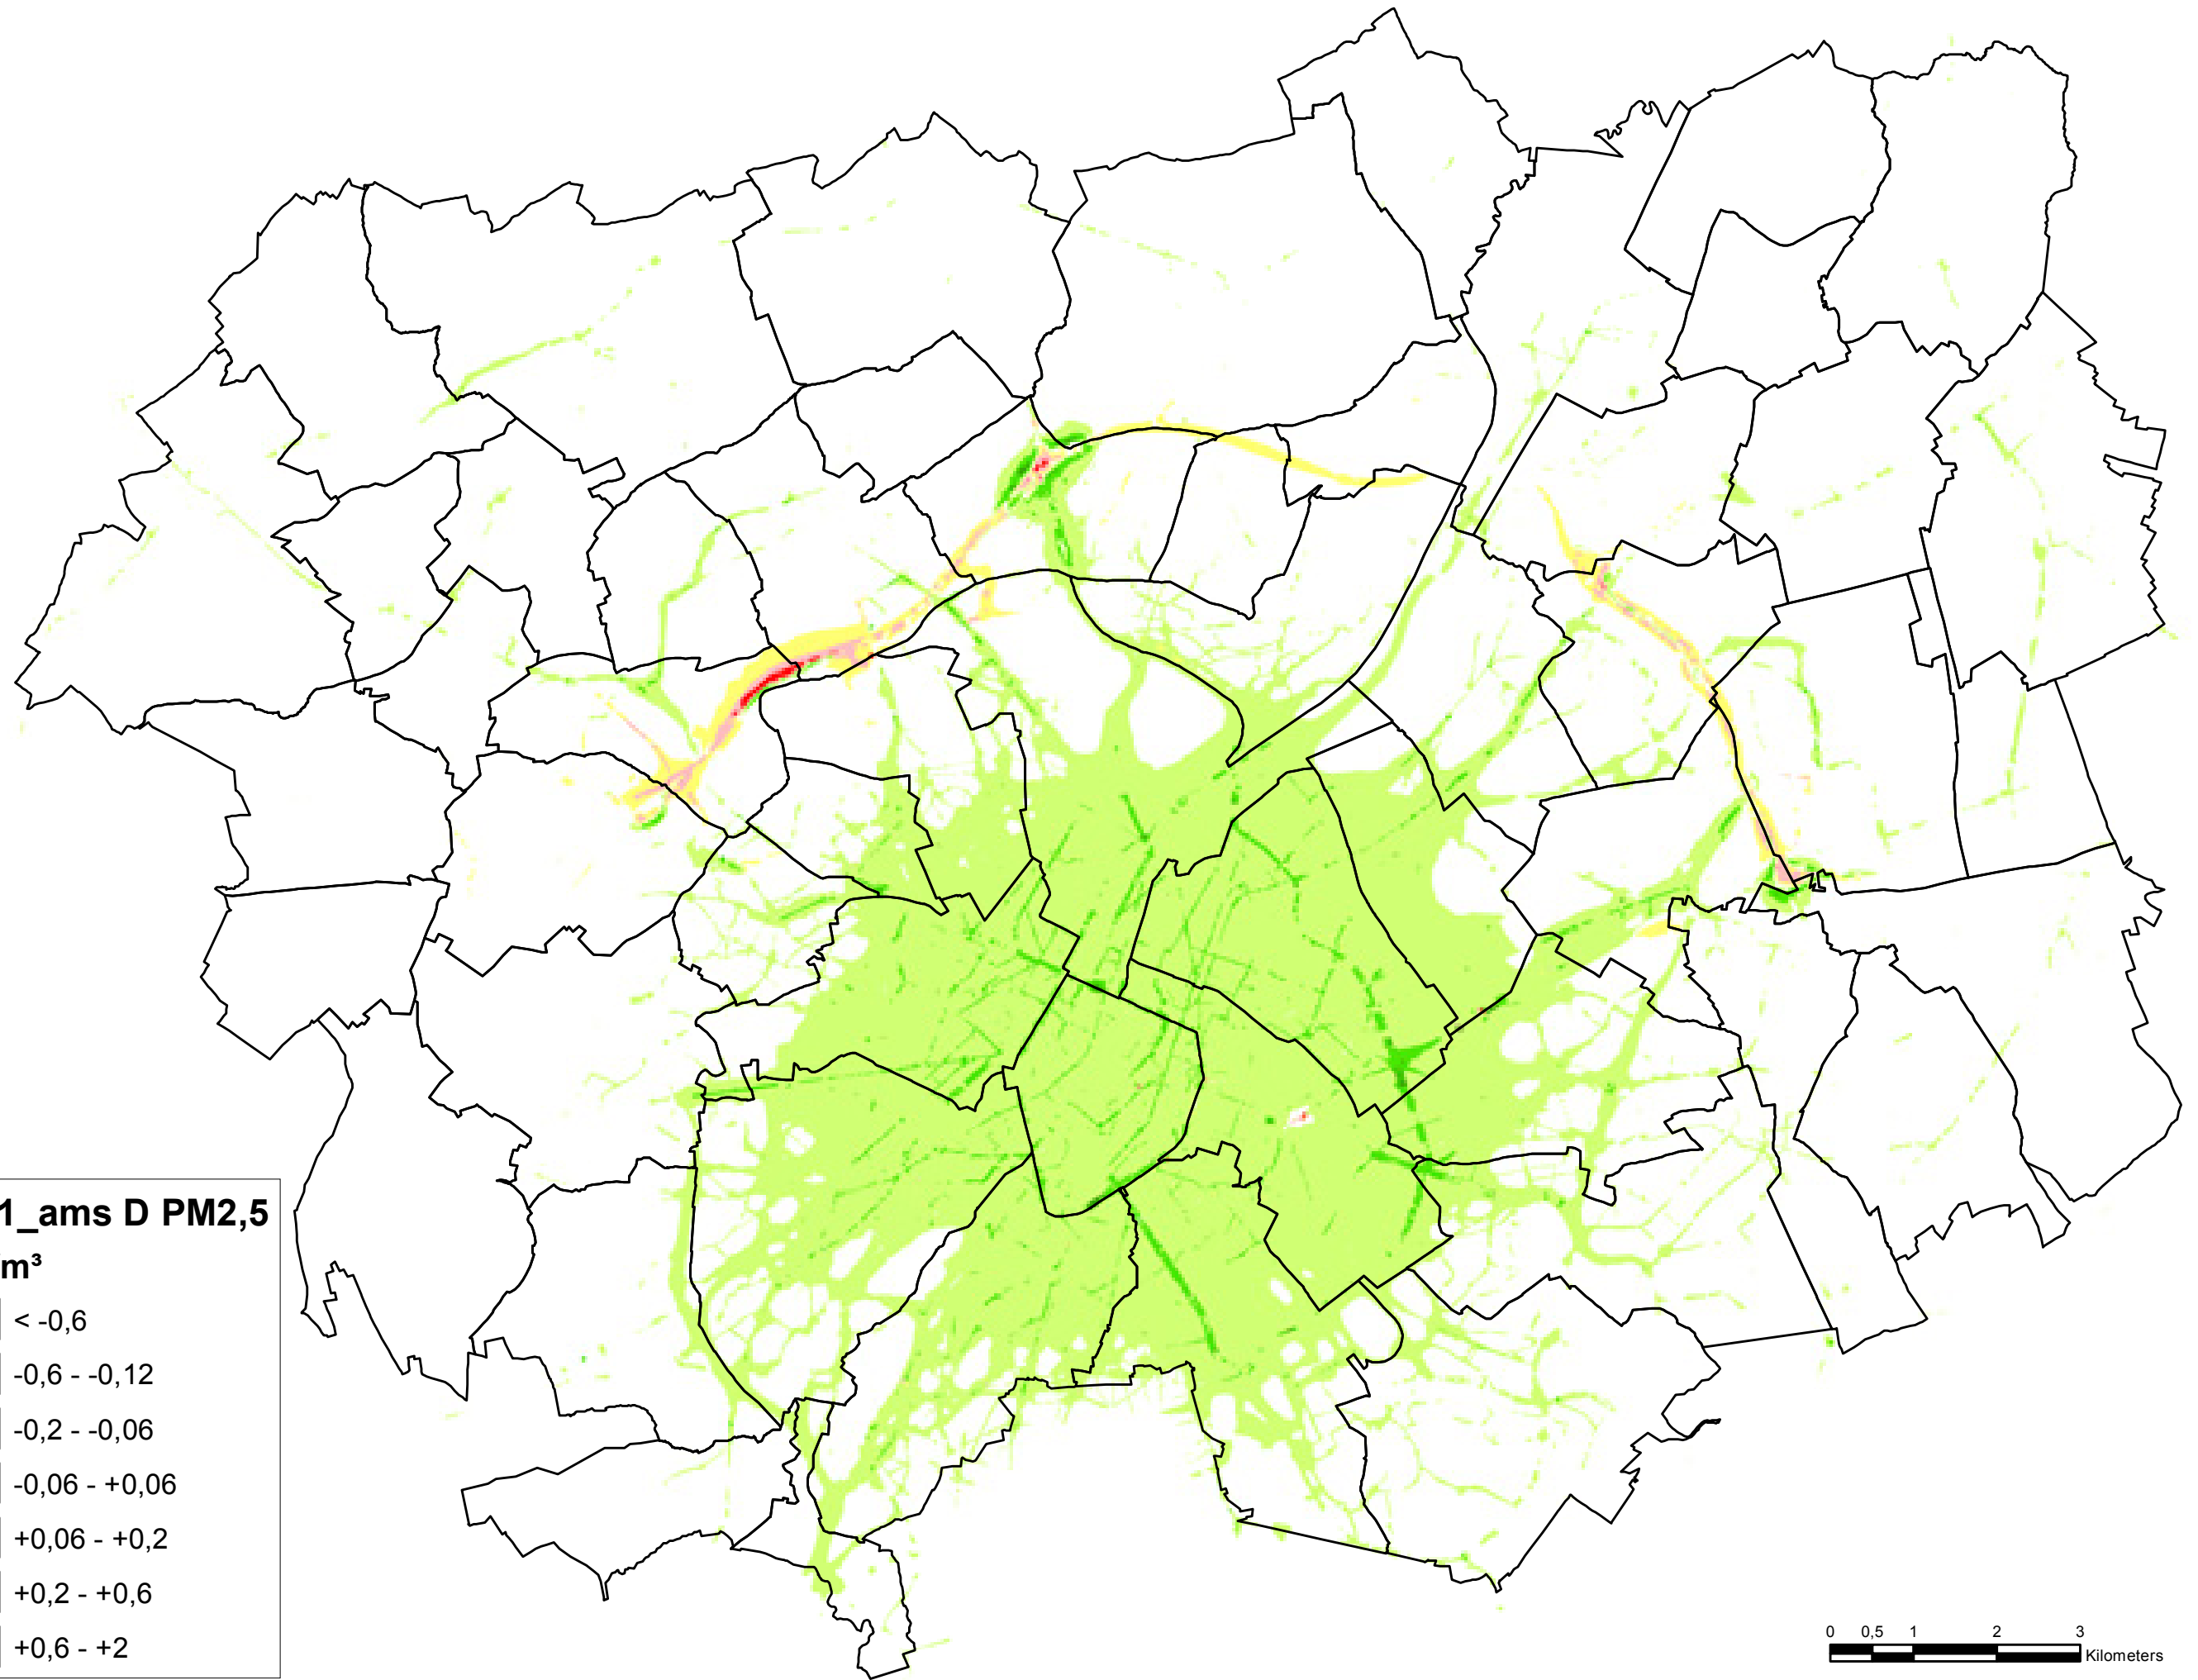 1_ams D PM2,5
m³
< -0,6
-0,6 - -0,12
-0,2 - -0,06
-0,06 - +0,06
+0,06 - +0,2
+0,2 - +0,6
+0,6 - +2
0 0,5 1 2 3
Kilometers